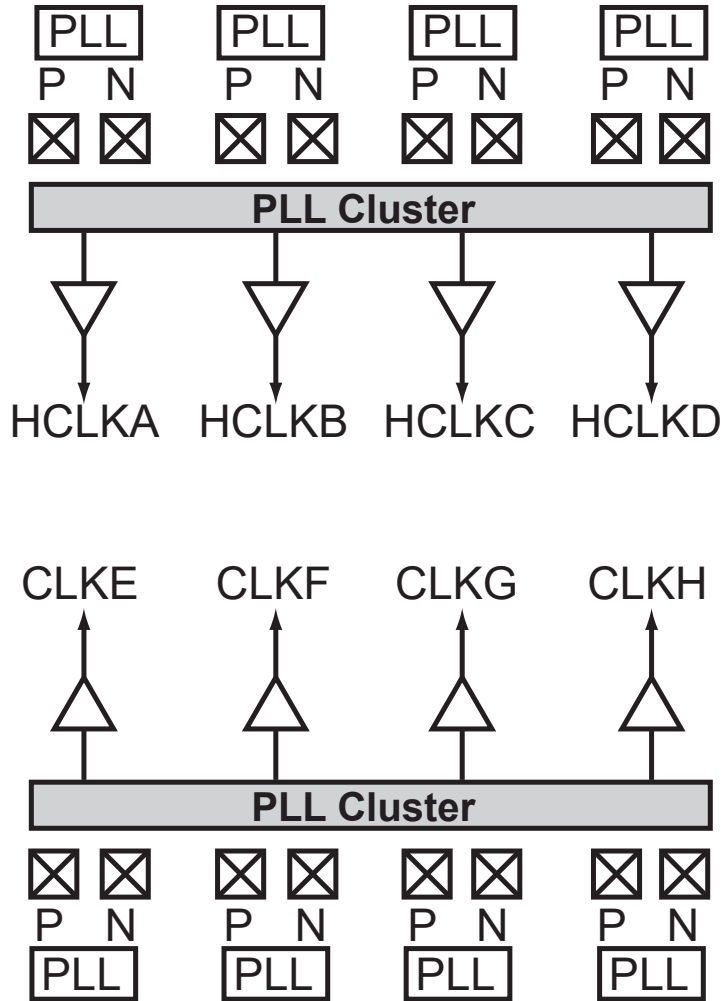 PLL PLL PLL PLL
P N P N P N P N
PLL Cluster
HCLKA HCLKB HCLKC HCLKD
CLKE CLKF CLKG CLKH
PLL Cluster
P N P N P N P N
PLL PLL PLL PLL